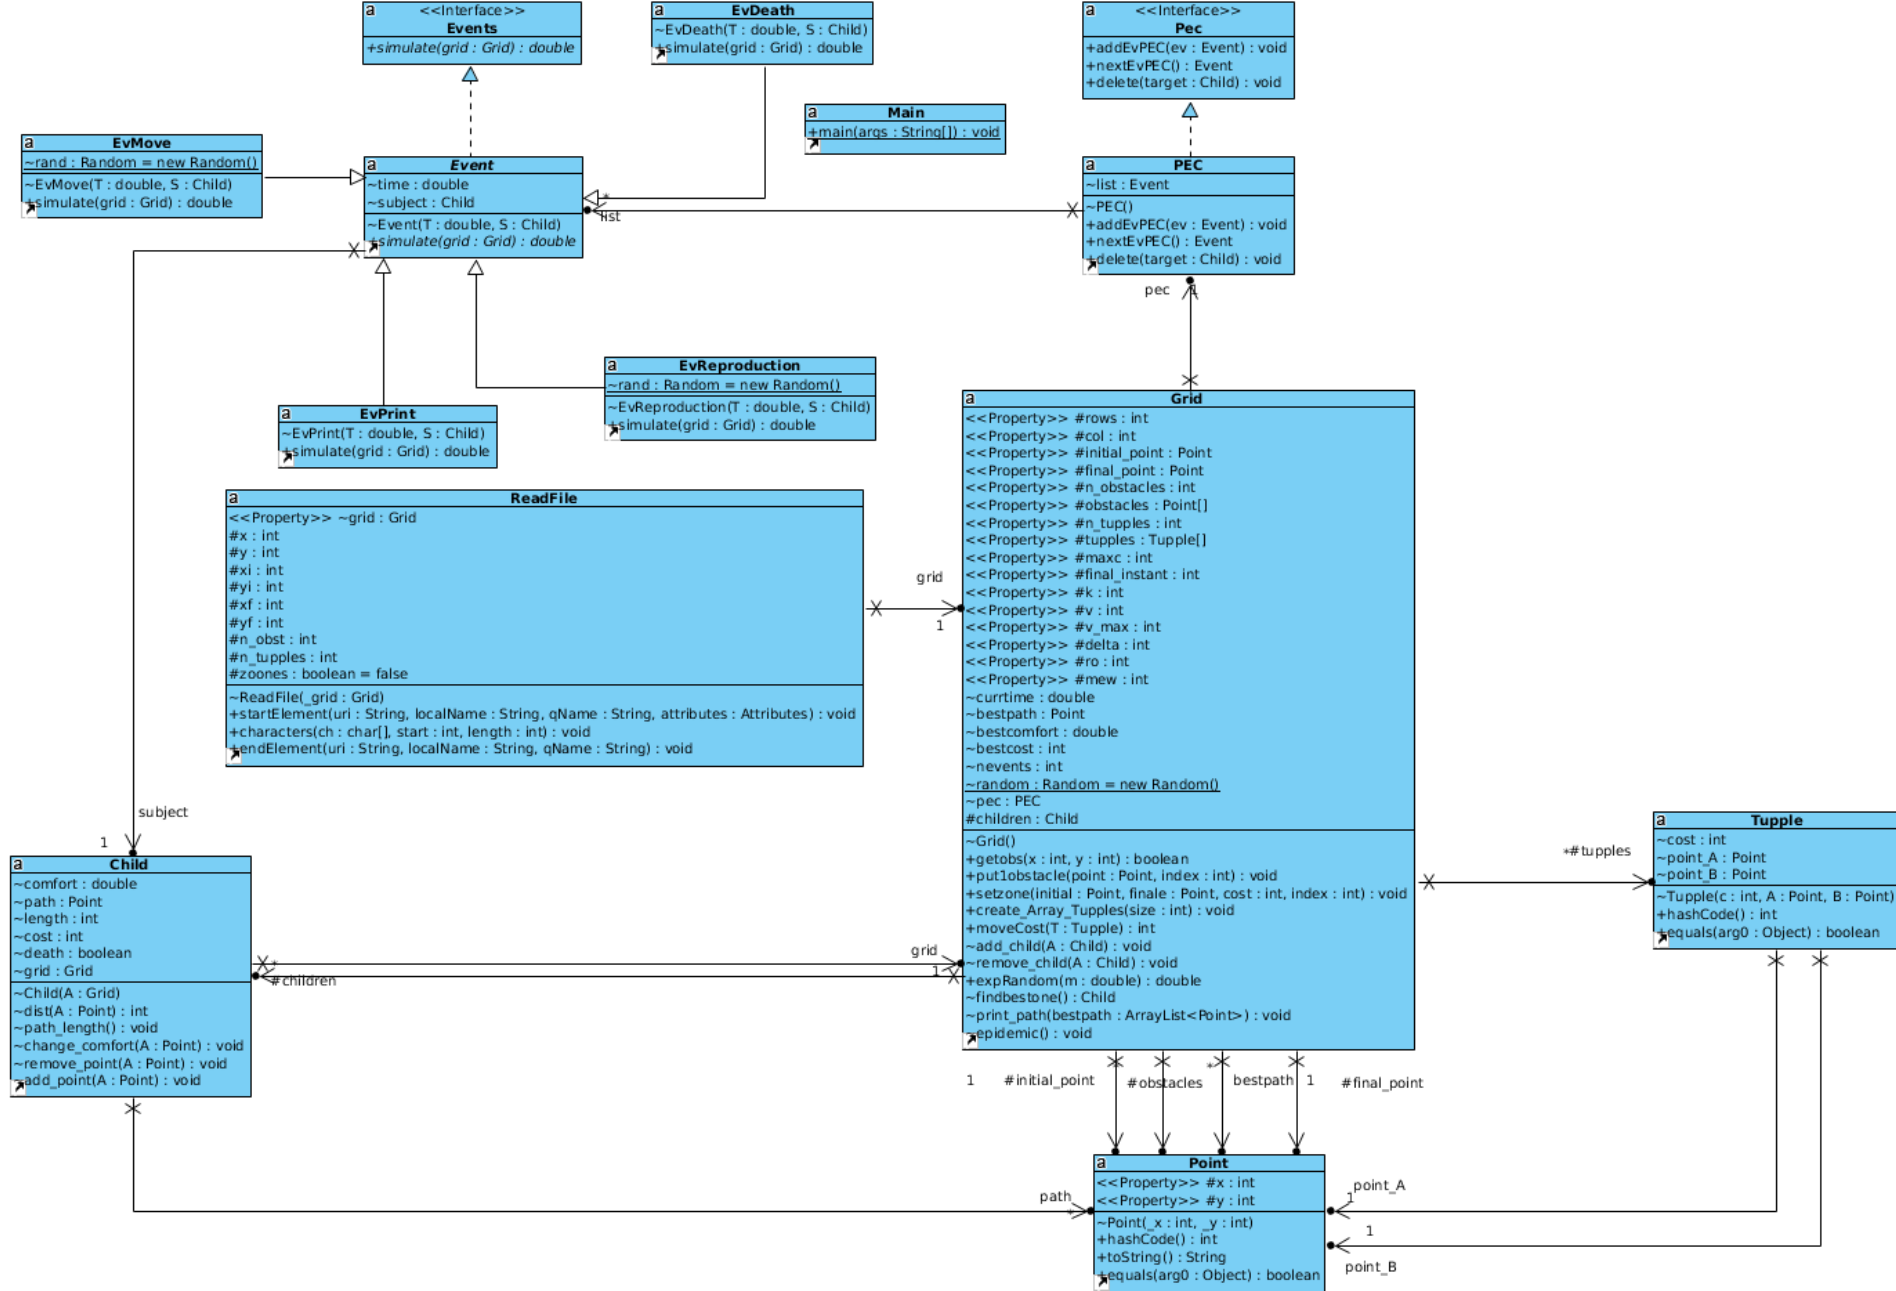 <<Interface>>
Events
+simulate(grid : Grid) : double
EvDeath
~EvDeath(T : double, S : Child)
+simulate(grid : Grid) : double
<<Interface>>
Pec
+addEvPEC(ev : Event) : void
+nextEvPEC() : Event
+delete(target : Child) : void
Main
+main(args : String[]) : void
EvMove
~rand : Random = new Random()
~EvMove(T : double, S : Child)
+simulate(grid : Grid) : double
Event
~time : double
~subject : Child
~Event(T : double, S : Child)
+simulate(grid : Grid) : double
*
list
PEC
~list : Event
~PEC()
+addEvPEC(ev : Event) : void
+nextEvPEC() : Event
+delete(target : Child) : void
pec
1
EvReproduction
~rand : Random = new Random()
~EvReproduction(T : double, S : Child)
+simulate(grid : Grid) : double
EvPrint
~EvPrint(T : double, S : Child)
+simulate(grid : Grid) : double
ReadFile
<<Property>> ~grid : Grid
#x : int
#y : int
#xi : int
#yi : int
#xf : int
#yf : int
#n_obst : int
#n_tupples : int
#zoones : boolean = false
~ReadFile(_grid : Grid)
+startElement(uri : String, localName : String, qName : String, attributes : Attributes) : void
+characters(ch : char[], start : int, length : int) : void
+endElement(uri : String, localName : String, qName : String) : void
grid
1
Grid
<<Property>> #rows : int
<<Property>> #col : int
<<Property>> #initial_point : Point
<<Property>> #final_point : Point
<<Property>> #n_obstacles : int
<<Property>> #obstacles : Point[]
<<Property>> #n_tupples : int
<<Property>> #tupples : Tupple[]
<<Property>> #maxc : int
<<Property>> #final_instant : int
<<Property>> #k : int
<<Property>> #v : int
<<Property>> #v_max : int
<<Property>> #delta : int
<<Property>> #ro : int
<<Property>> #mew : int
~currtime : double
~bestpath : Point
~bestcomfort : double
~bestcost : int
~nevents : int
~random : Random = new Random()
~pec : PEC
#children : Child
~Grid()
+getobs(x : int, y : int) : boolean
+put1obstacle(point : Point, index : int) : void
+setzone(initial : Point, finale : Point, cost : int, index : int) : void
+create_Array_Tupples(size : int) : void
+moveCost(T : Tupple) : int
~add_child(A : Child) : void
~remove_child(A : Child) : void
+expRandom(m : double) : double
~findbestone() : Child
~print_path(bestpath : ArrayList<Point>) : void
~epidemic() : void
subject
1
Child
~comfort : double
~path : Point
~length : int
~cost : int
~death : boolean
~grid : Grid
~Child(A : Grid)
~dist(A : Point) : int
~path_length() : void
~change_comfort(A : Point) : void
~remove_point(A : Point) : void
~add_point(A : Point) : void
*
#children
grid
1
*#tupples
Tupple
~cost : int
~point_A : Point
~point_B : Point
~Tupple(c : int, A : Point, B : Point)
+hashCode() : int
+equals(arg0 : Object) : boolean
1 #initial_point * #obstacles * bestpath 1 #final_point
path
*
Point
<<Property>> #x : int
<<Property>> #y : int
~Point(_x : int, _y : int)
+hashCode() : int
+toString() : String
+equals(arg0 : Object) : boolean
point_A
1
1
point_B